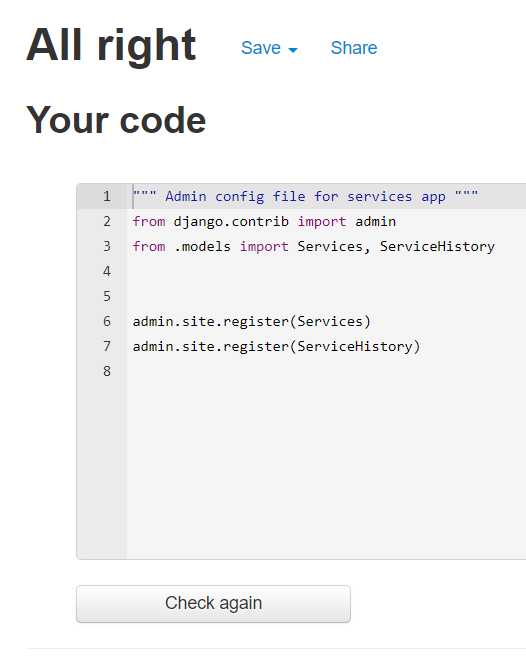 All right Save Share
Your code
1 """ Admin config file for services app """
2 from django.contrib import admin
3 from .models import Services, ServiceHistory
4
5
6 admin.site.register(Services)
7 admin.site.register(ServiceHistory)
8
Check again